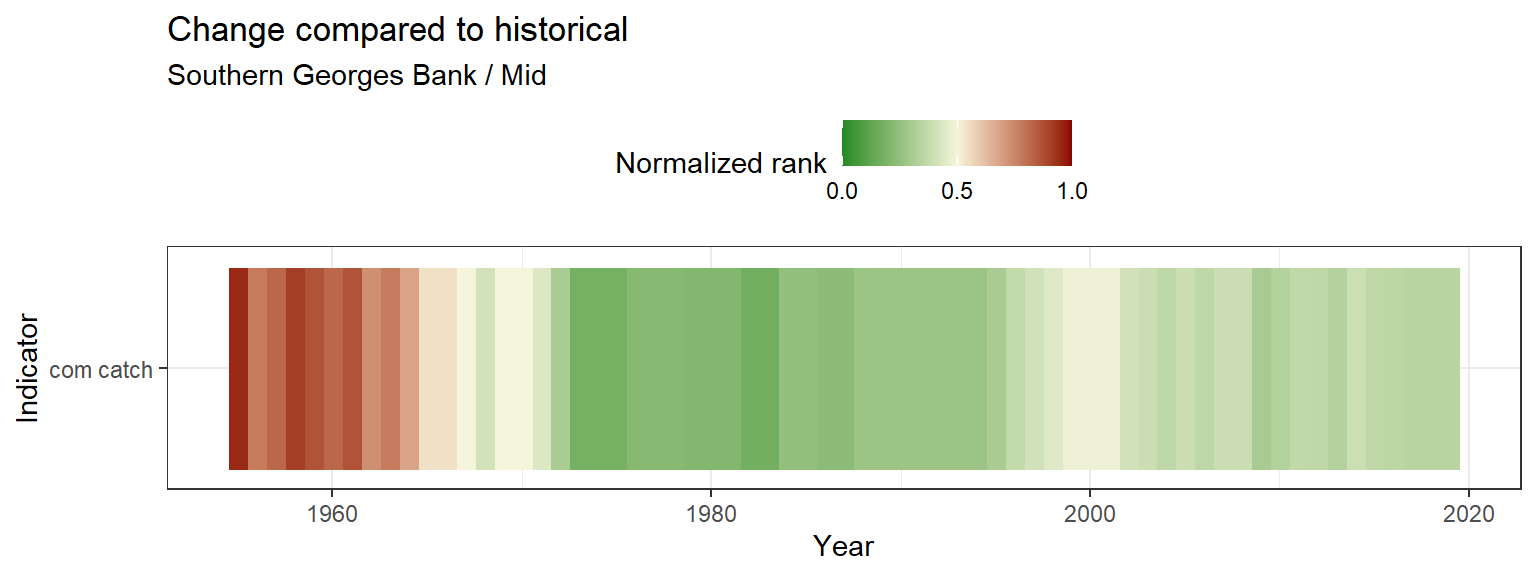 Change compared to historical
Southern Georges Bank / Mid
Normalized rank
0.0 0.5 1.0
Indicator
com catch
1960 1980 2000 2020
Year